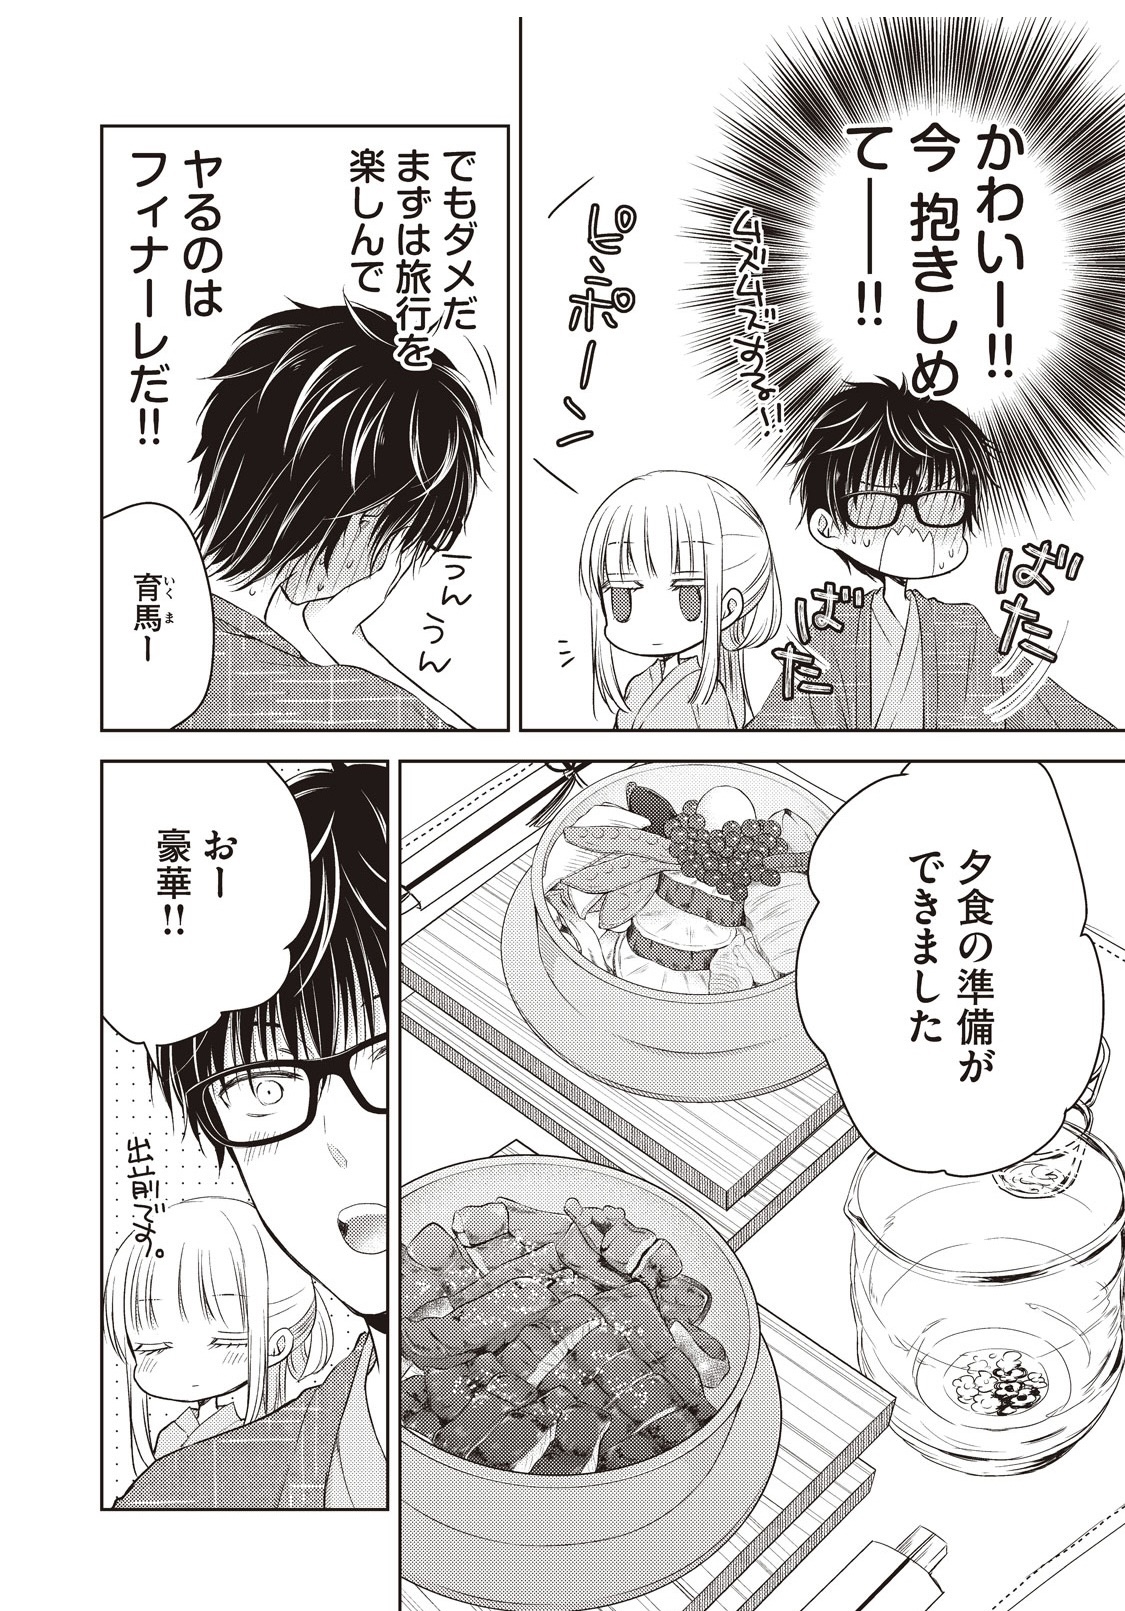 かわいー!!
今 抱きしめ
てー!!
ムズムズする!!
ばた
ばた
ピンポーン
でもダメだ
まずは旅行を
楽しんで
ヤるのは
フィナーレだ!!
うん
うん
育馬ー
いくま
夕食の準備が
できました
おー
豪華!!
出前です。